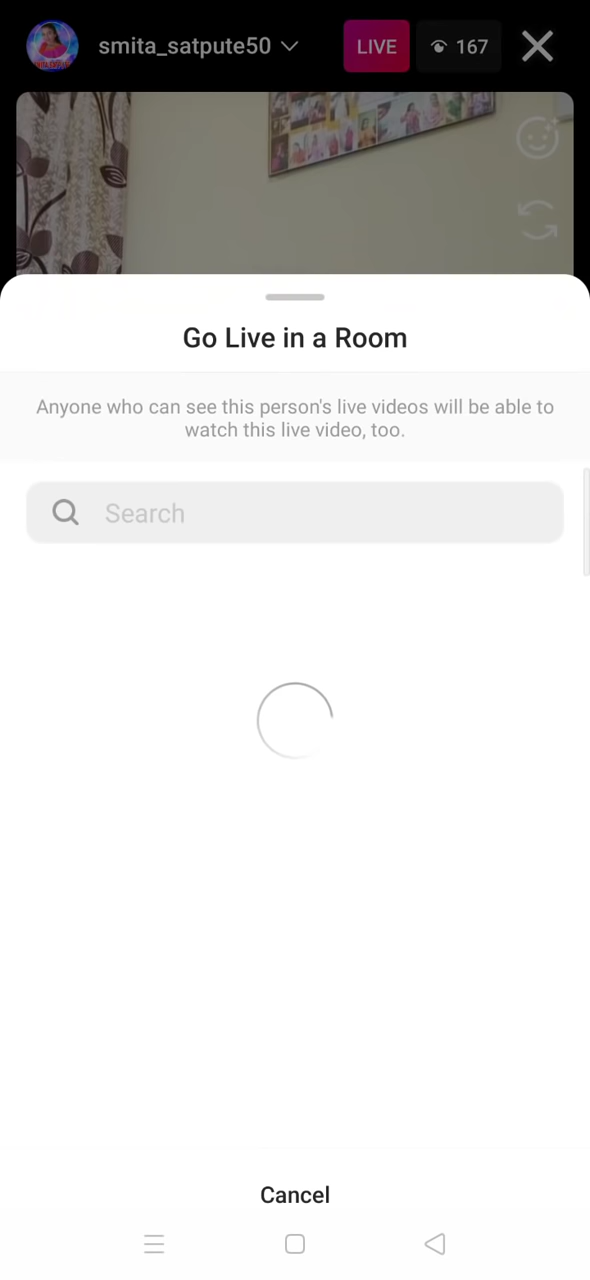 smita_satpute50
LIVE
167
Go Live in a Room
Anyone who can see this person's live videos will be able to
watch this live video, too.
Search
Cancel